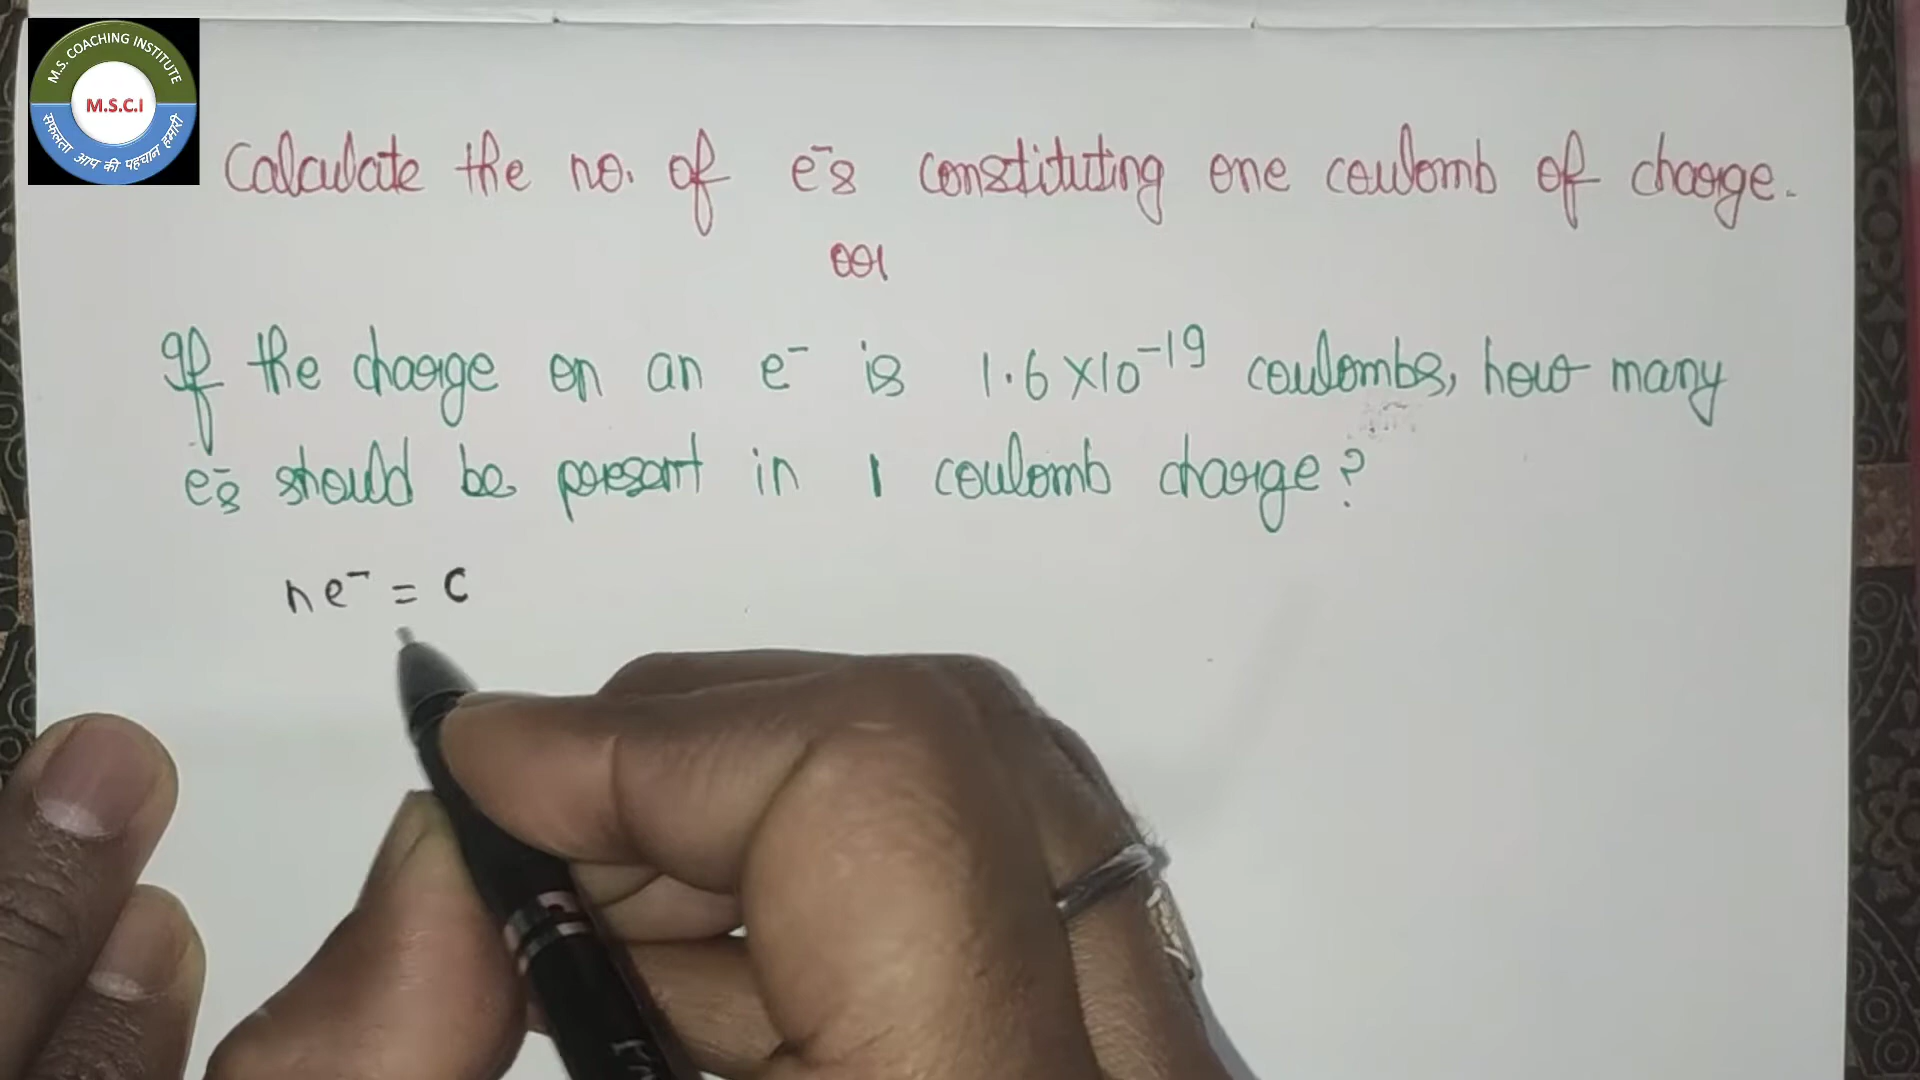 M.S. COACHING INSTITUTE
M.S.C.I
सफलता आप की पहचान हमारी
Calculate the no. of e⁻s constituting one coulomb of charge.
or
If the charge on an e⁻ is 1.6×10⁻¹⁹ coulombs, how many
e⁻s should be present in 1 coulomb charge?
ne⁻ = C